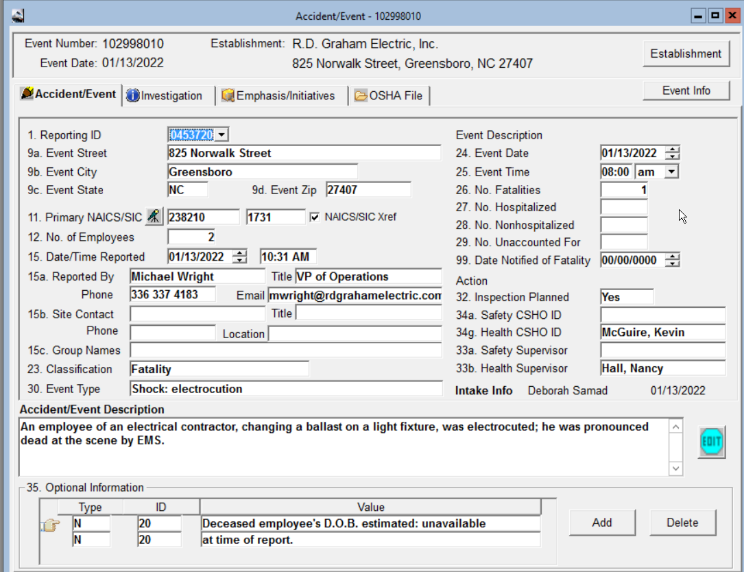 Accident/Event - 102998010
Event Number: 102998010 Establishment: R.D. Graham Electric, Inc. Establishment
Event Date: 01/13/2022 825 Norwalk Street, Greensboro, NC 27407
Accident/Event Investigation Emphasis/Initiatives OSHA File Event Info
1. Reporting ID 0453720 Event Description
9a. Event Street 825 Norwalk Street 24. Event Date 01/13/2022
9b. Event City Greensboro 25. Event Time 08:00 am
9c. Event State NC 9d. Event Zip 27407 26. No. Fatalities 1
27. No. Hospitalized
11. Primary NAICS/SIC 238210 1731 NAICS/SIC Xref 28. No. Nonhospitalized
12. No. of Employees 2 29. No. Unaccounted For
15. Date/Time Reported 01/13/2022 10:31 AM 99. Date Notified of Fatality 00/00/0000
15a. Reported By Michael Wright Title VP of Operations Action
Phone 336 337 4183 Email mwright@rdgrahamelectric.com 32. Inspection Planned Yes
15b. Site Contact Title 34a. Safety CSHO ID
Phone Location 34g. Health CSHO ID McGuire, Kevin
15c. Group Names 33a. Safety Supervisor
23. Classification Fatality 33b. Health Supervisor Hall, Nancy
30. Event Type Shock: electrocution Intake Info Deborah Samad 01/13/2022
Accident/Event Description
An employee of an electrical contractor, changing a ballast on a light fixture, was electrocuted; he was pronounced
dead at the scene by EMS.
EDIT
35. Optional Information
Type ID Value
N 20 Deceased employee's D.O.B. estimated: unavailable Add Delete
N 20 at time of report.